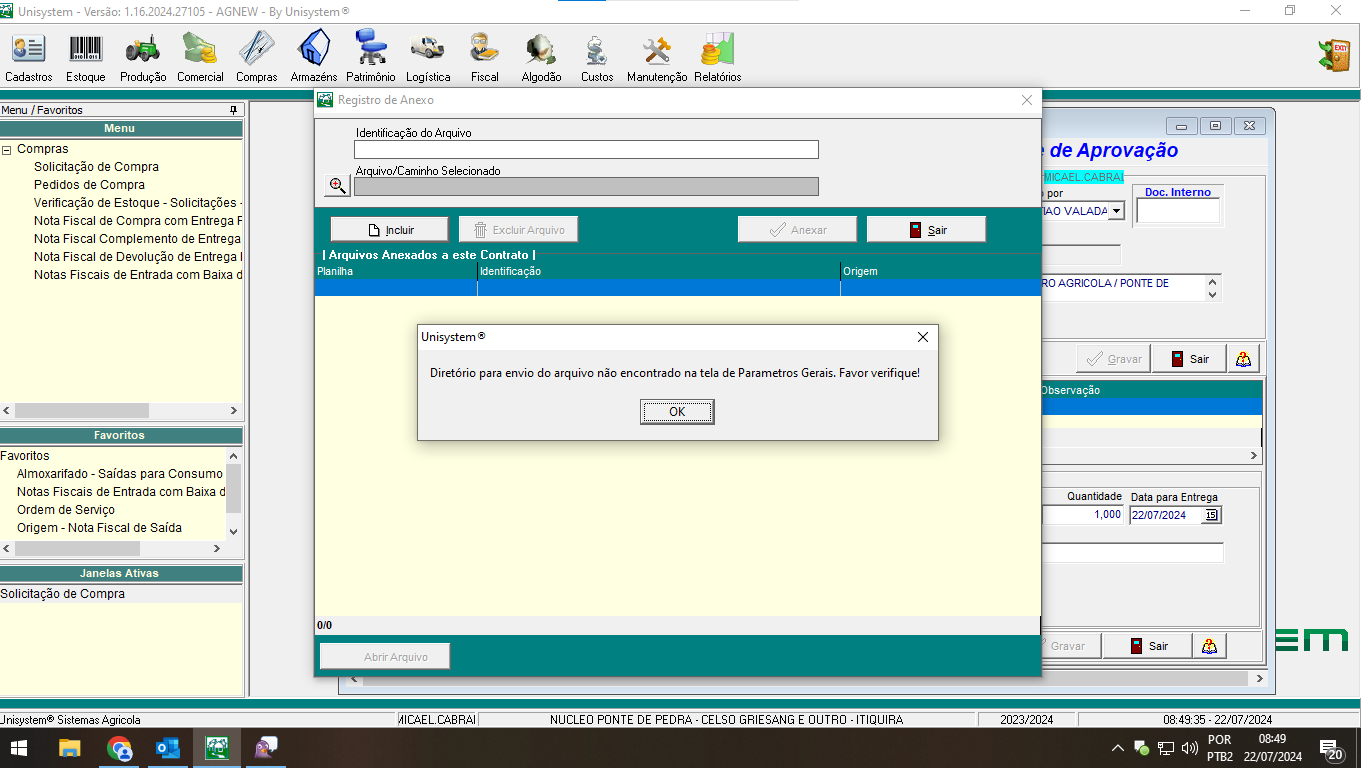 Unisystem - Versão: 1.16.2024.27105 - AGNEW - By Unisystem®
Cadastros Estoque Produção Comercial Compras Armazéns Patrimônio Logística Fiscal Algodão Custos Manutenção Relatórios
EXIT
Menu / Favoritos
Menu
Compras
Solicitação de Compra
Pedidos de Compra
Verificação de Estoque - Solicitações -
Nota Fiscal de Compra com Entrega F
Nota Fiscal Complemento de Entrega
Nota Fiscal de Devolução de Entrega
Notas Fiscais de Entrada com Baixa d
Favoritos
Favoritos
Almoxarifado - Saídas para Consumo
Notas Fiscais de Entrada com Baixa d
Ordem de Serviço
Origem - Nota Fiscal de Saída
Janelas Ativas
Solicitação de Compra
Registro de Anexo
Identificação do Arquivo
Arquivo/Caminho Selecionado
Incluir Excluir Arquivo Anexar Sair
| Arquivos Anexados a este Contrato |
Planilha Identificação Origem
Unisystem®
Diretório para envio do arquivo não encontrado na tela de Parametros Gerais. Favor verifique!
OK
0/0
Abrir Arquivo
de Aprovação
MICAEL.CABRAL
por
Doc. Interno
IAO VALADA
RO AGRICOLA / PONTE DE
Gravar Sair
Observação
Quantidade Data para Entrega
1,000 22/07/2024 15
Gravar Sair
EM
Unisystem® Sistemas Agricola MICAEL.CABRAL NUCLEO PONTE DE PEDRA - CELSO GRIESANG E OUTRO - ITIQUIRA 2023/2024 08:49:35 - 22/07/2024
POR
PTB2
08:49
22/07/2024
20